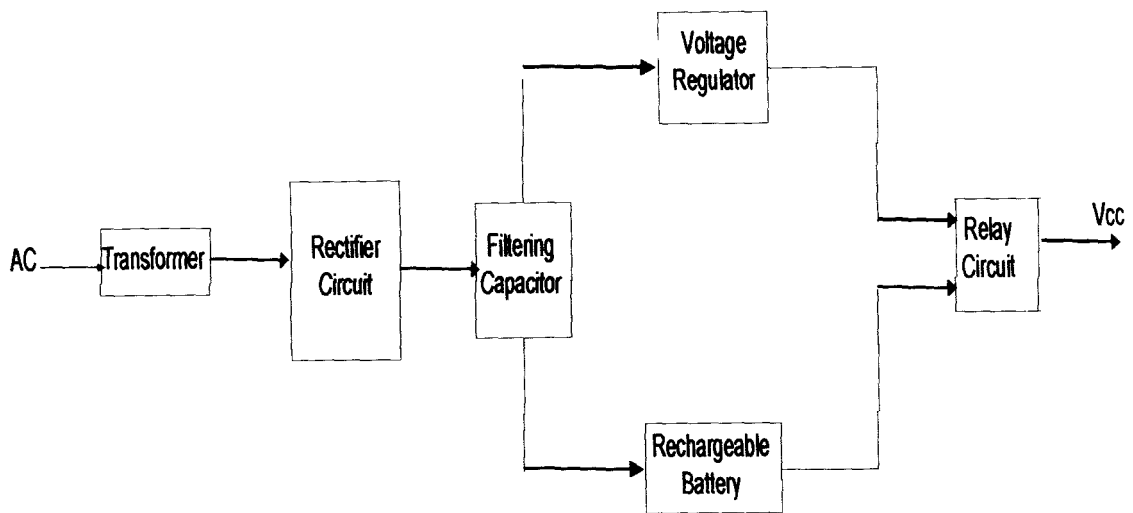 Voltage
Regulator
AC
Transformer
Rectifier
Circuit
Filtering
Capacitor
Relay
Circuit
Vcc
Rechargeable
Battery